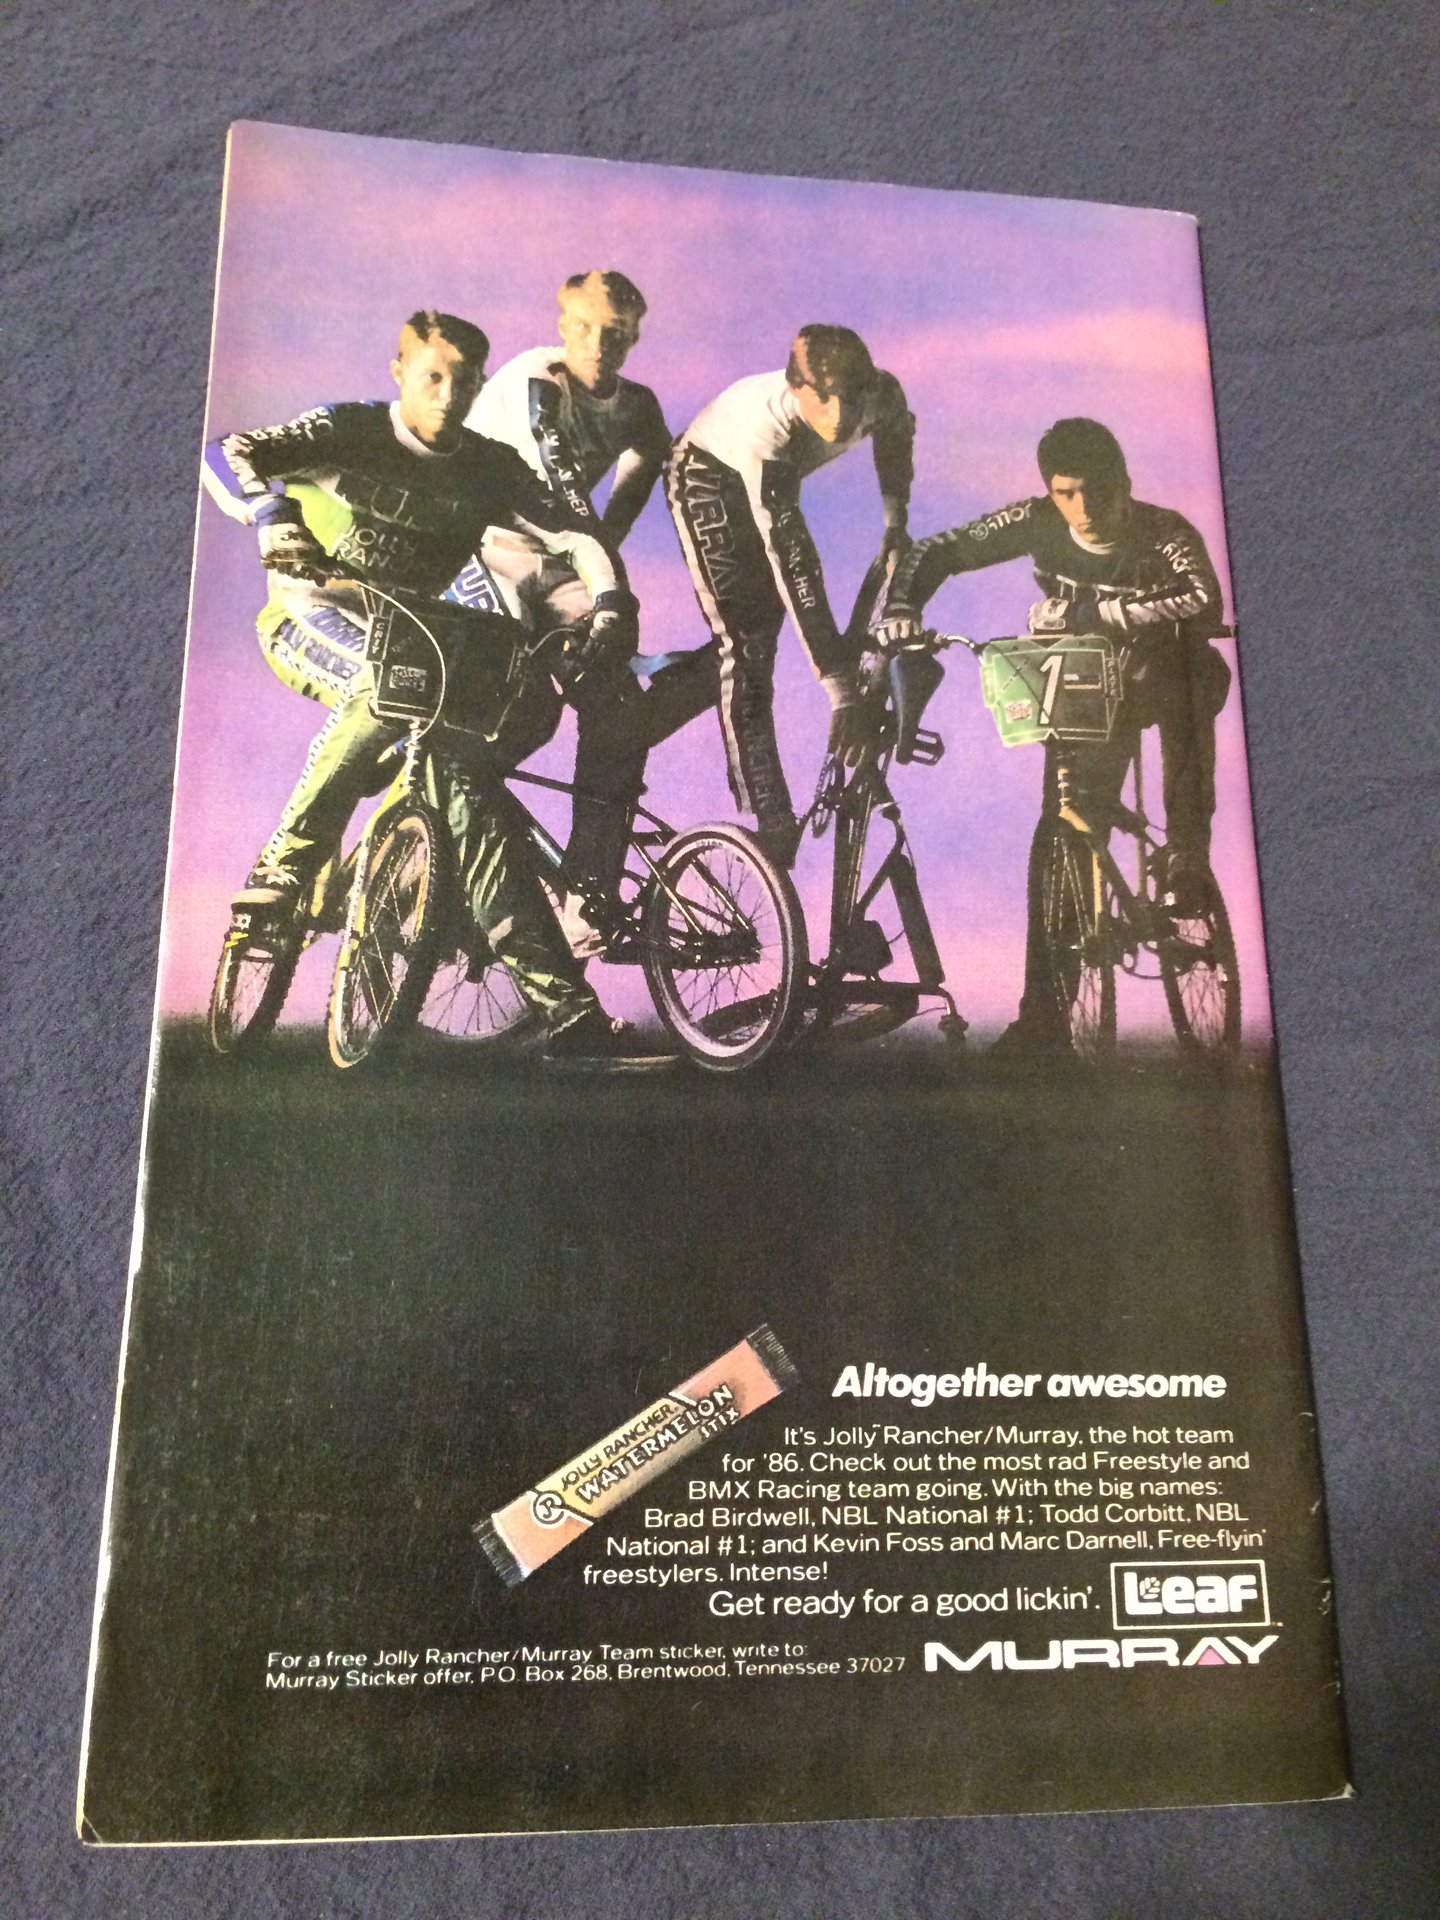 JOLLY
RANCHER
MURRAY
1
JOLLY RANCHER
WATERMELON
STIX
Altogether awesome
It's Jolly™ Rancher/Murray, the hot team
for '86. Check out the most rad Freestyle and
BMX Racing team going. With the big names:
Brad Birdwell, NBL National #1; Todd Corbitt, NBL
National #1; and Kevin Foss and Marc Darnell, Free-flyin'
freestylers. Intense!
Get ready for a good lickin'.
Leaf
For a free Jolly Rancher/Murray Team sticker, write to:
Murray Sticker offer, P.O. Box 268, Brentwood, Tennessee 37027
MURRAY